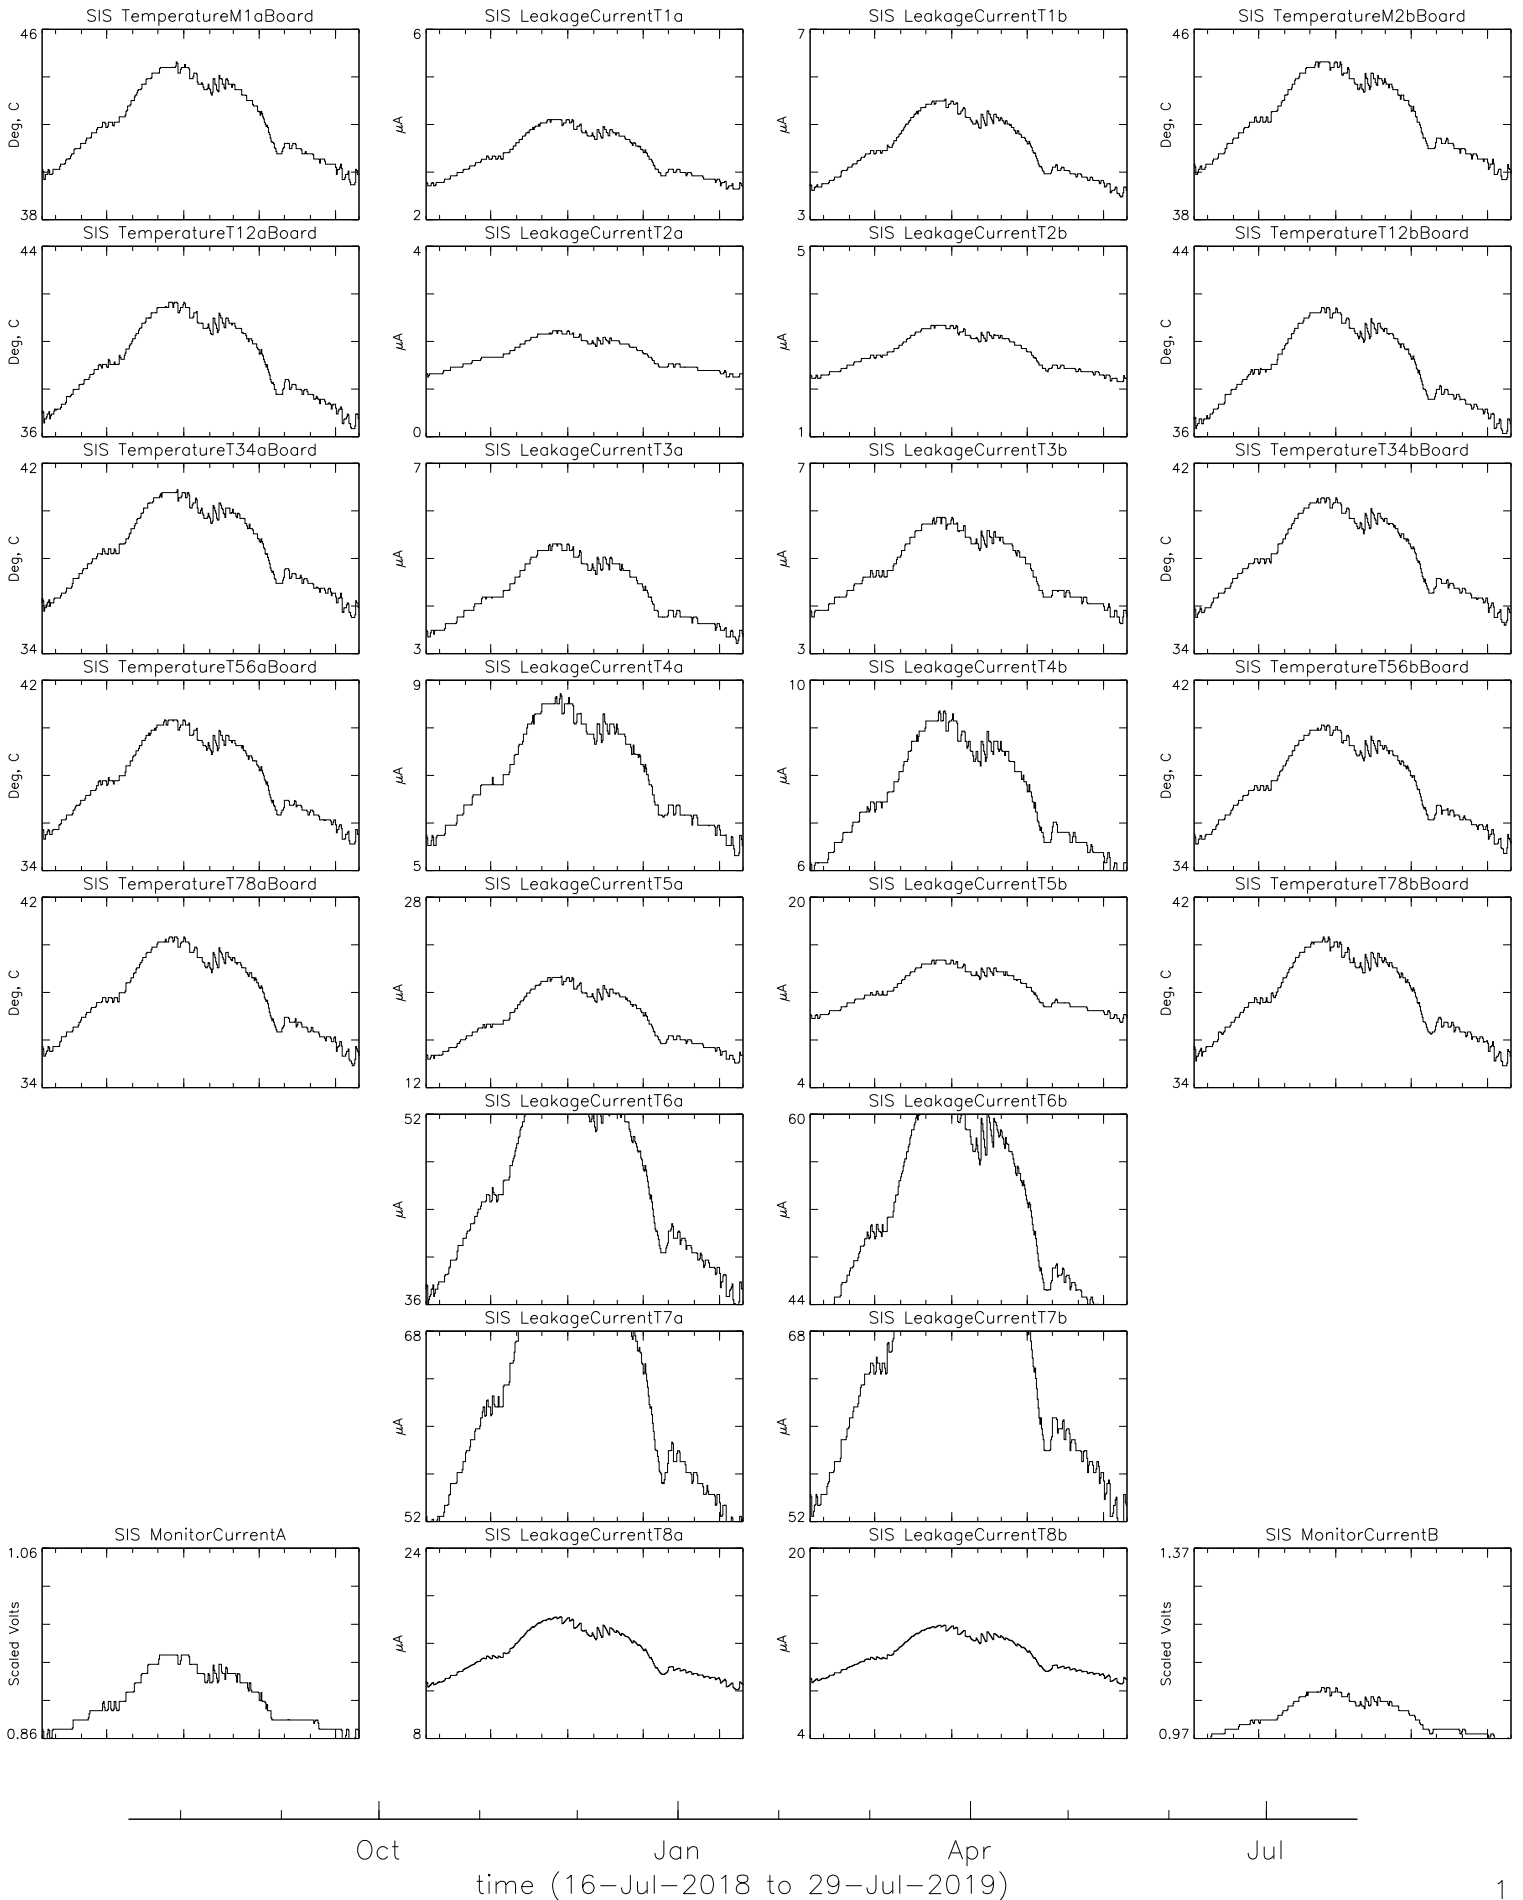 SIS TemperatureM1aBoard SIS LeakageCurrentT1a SIS LeakageCurrentT1b SIS TemperatureM2bBoard
46 6 7 46
Deg, C μA μA Deg, C
38 2 3 38
SIS TemperatureT12aBoard SIS LeakageCurrentT2a SIS LeakageCurrentT2b SIS TemperatureT12bBoard
44 4 5 44
Deg, C μA μA Deg, C
36 0 1 36
SIS TemperatureT34aBoard SIS LeakageCurrentT3a SIS LeakageCurrentT3b SIS TemperatureT34bBoard
42 7 7 42
Deg, C μA μA Deg, C
34 3 3 34
SIS TemperatureT56aBoard SIS LeakageCurrentT4a SIS LeakageCurrentT4b SIS TemperatureT56bBoard
42 9 10 42
Deg, C μA μA Deg, C
34 5 6 34
SIS TemperatureT78aBoard SIS LeakageCurrentT5a SIS LeakageCurrentT5b SIS TemperatureT78bBoard
42 28 20 42
Deg, C μA μA Deg, C
34 12 4 34
SIS LeakageCurrentT6a SIS LeakageCurrentT6b
52 60
μA μA
36 44
SIS LeakageCurrentT7a SIS LeakageCurrentT7b
68 68
μA μA
52 52
SIS MonitorCurrentA SIS LeakageCurrentT8a SIS LeakageCurrentT8b SIS MonitorCurrentB
1.06 24 20 1.37
Scaled Volts μA μA Scaled Volts
0.86 8 4 0.97
Oct Jan Apr Jul
time (16-Jul-2018 to 29-Jul-2019)
1